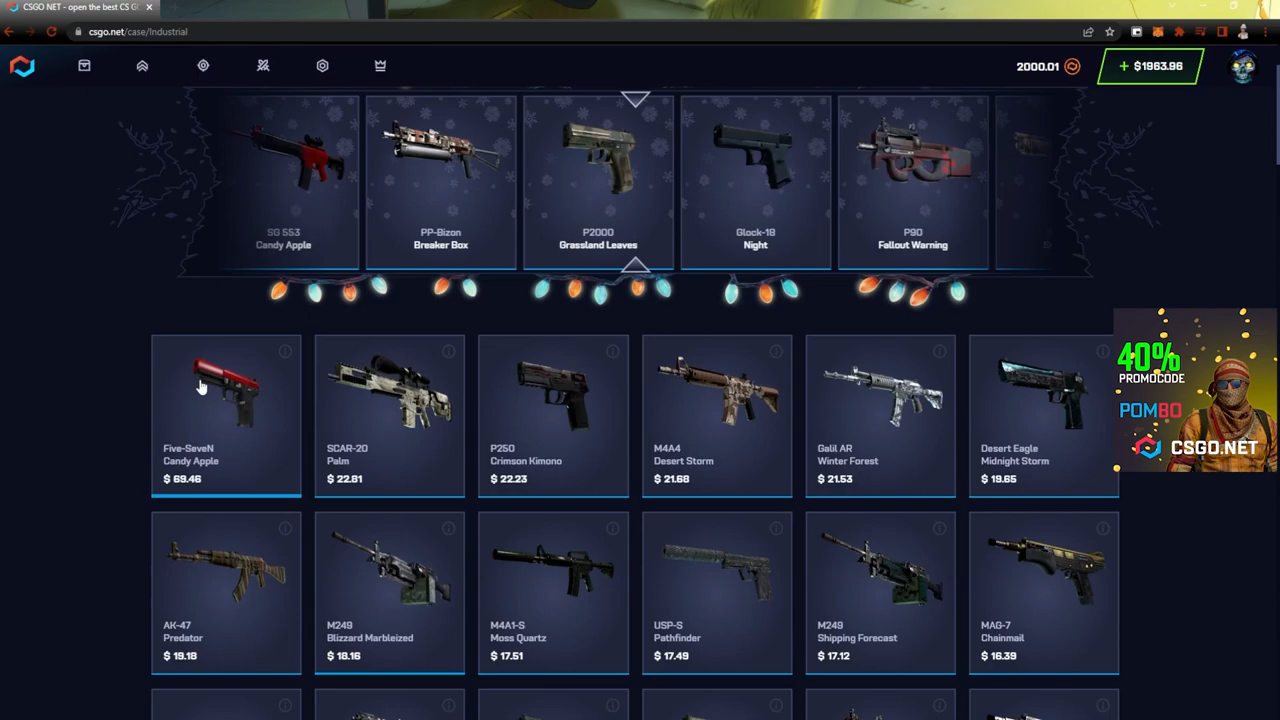 CSGO NET - open the best CS G
csgo.net/case/Industrial
2000.01
+ $1963.96
SG 553
Candy Apple
PP-Bizon
Breaker Box
P2000
Grassland Leaves
Glock-18
Night
P90
Fallout Warning
Five-SeveN
Candy Apple
$ 69.46
SCAR-20
Palm
$ 22.81
P250
Crimson Kimono
$ 22.23
M4A4
Desert Storm
$ 21.68
Galil AR
Winter Forest
$ 21.53
Desert Eagle
Midnight Storm
$ 19.65
40%
PROMOCODE
POMBO
CSGO.NET
AK-47
Predator
$ 19.18
M249
Blizzard Marbleized
$ 18.16
M4A1-S
Moss Quartz
$ 17.51
USP-S
Pathfinder
$ 17.49
M249
Shipping Forecast
$ 17.12
MAG-7
Chainmail
$ 16.39